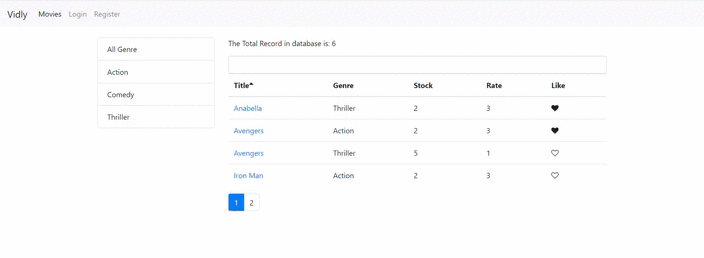 Vidly Movies Login Register
All Genre
Action
Comedy
Thriller
The Total Record in database is: 6
Title Genre Stock Rate Like
Anabella Thriller 2 3
Avengers Action 2 3
Avengers Thriller 5 1
Iron Man Action 2 3
1 2